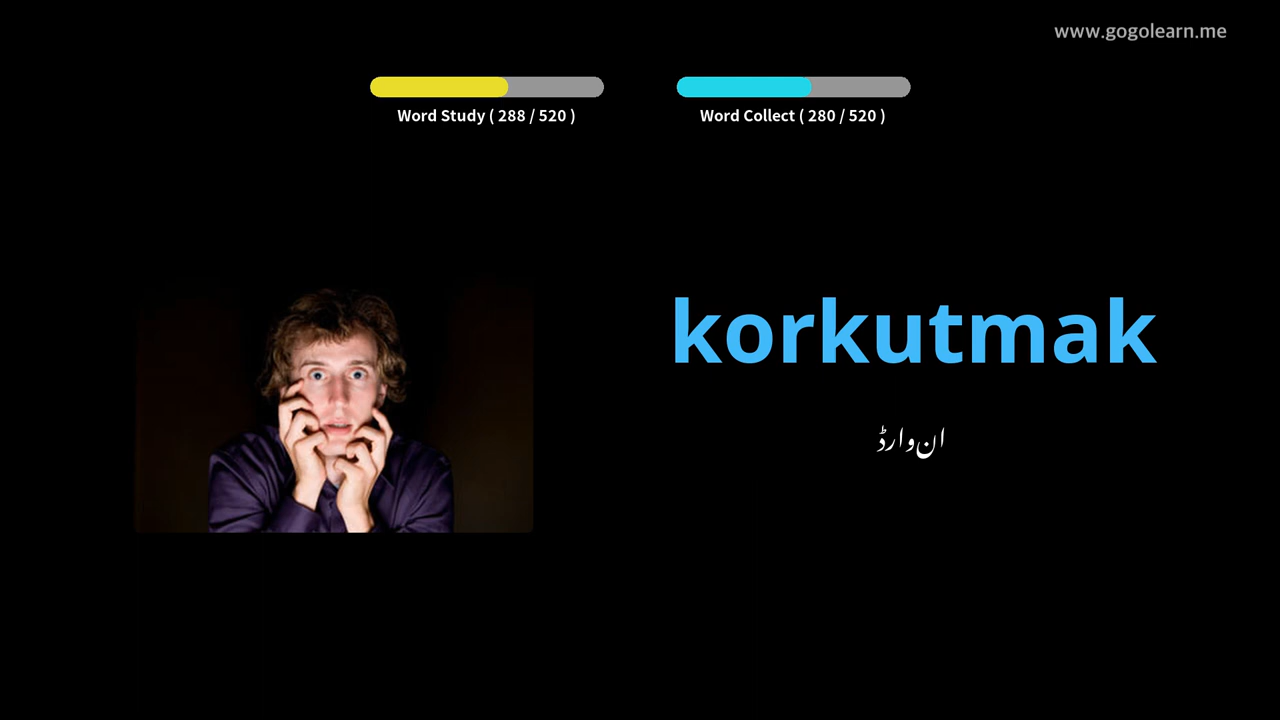 www.gogolearn.me
Word Study ( 288 / 520 )
Word Collect ( 280 / 520 )
korkutmak
ان وارڈ